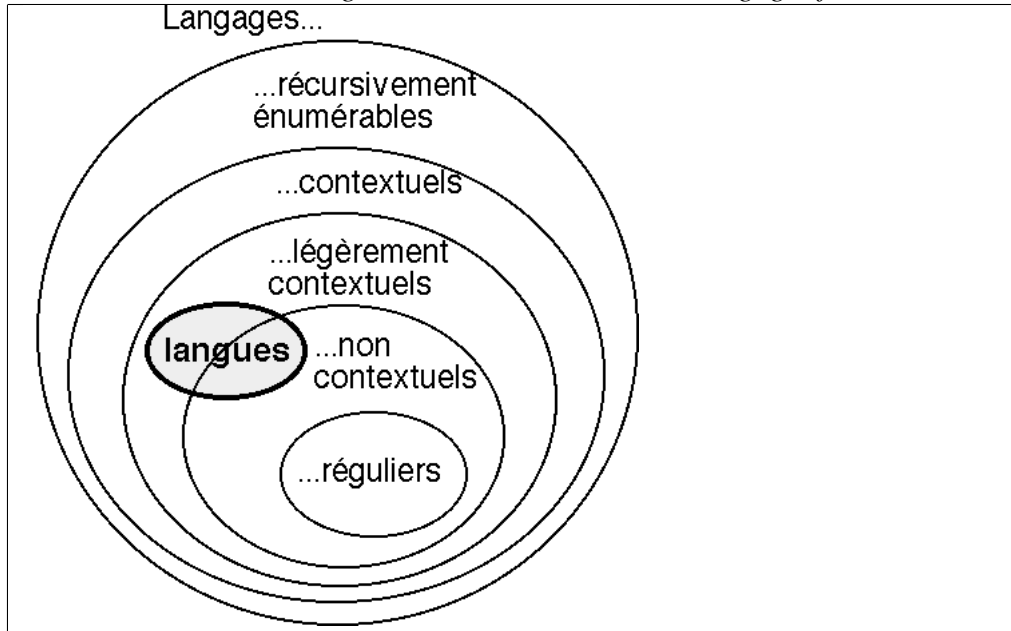 Langages...
...récursivement
énumérables
...contextuels
...légèrement
contextuels
langues
...non
contextuels
...réguliers